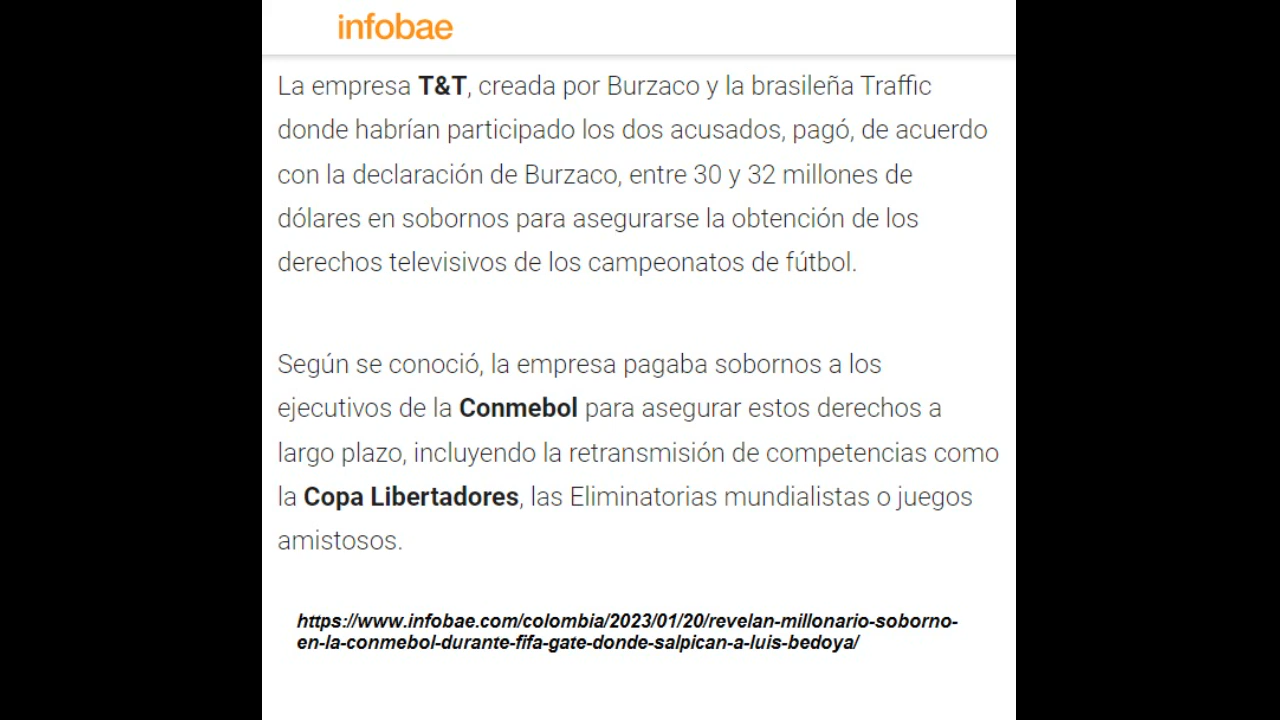 infobae
La empresa T&T, creada por Burzaco y la brasileña Traffic
donde habrían participado los dos acusados, pagó, de acuerdo
con la declaración de Burzaco, entre 30 y 32 millones de
dólares en sobornos para asegurarse la obtención de los
derechos televisivos de los campeonatos de fútbol.
Según se conoció, la empresa pagaba sobornos a los
ejecutivos de la Conmebol para asegurar estos derechos a
largo plazo, incluyendo la retransmisión de competencias como
la Copa Libertadores, las Eliminatorias mundialistas o juegos
amistosos.
https://www.infobae.com/colombia/2023/01/20/revelan-millonario-soborno-
en-la-conmebol-durante-fifa-gate-donde-salpican-a-luis-bedoya/